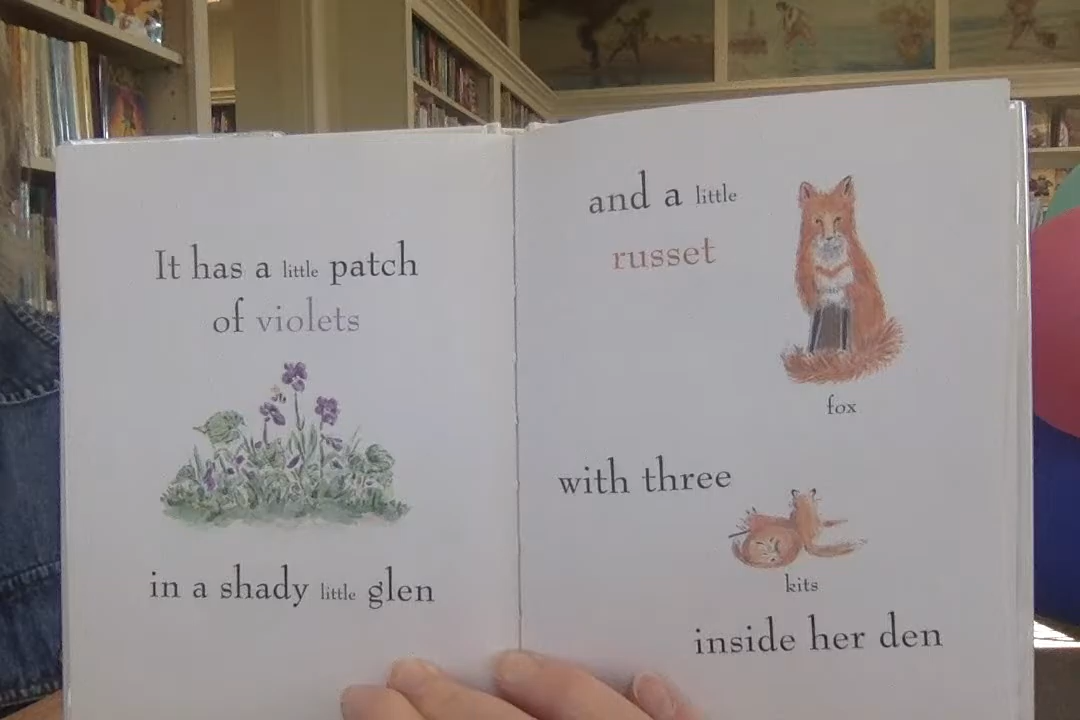 It has a little patch
of violets
in a shady little glen
and a little
russet
fox
with three
kits
inside her den